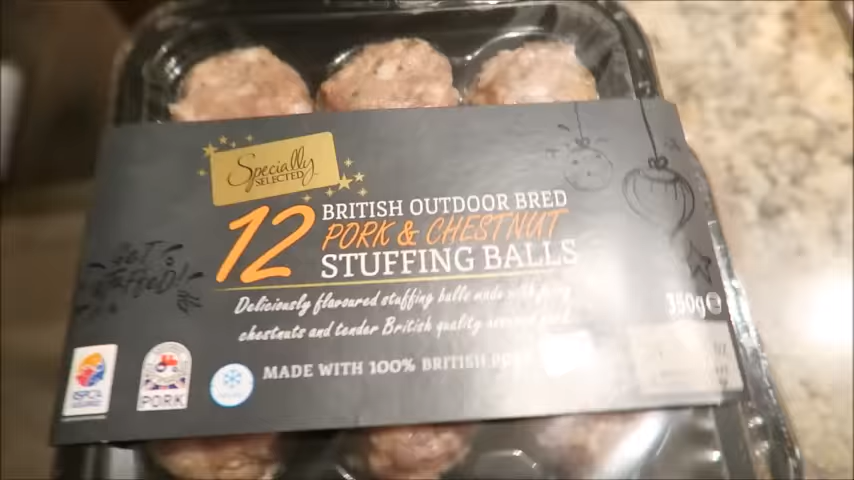 Specially
SELECTED
12
BRITISH OUTDOOR BRED
PORK & CHESTNUT
STUFFING BALLS
Deliciously flavoured stuffing balls made with
chestnuts and tender British quality
MADE WITH 100% BRITISH
350g℮
GET
STUFFED!
RSPCA
ASSURED
PORK